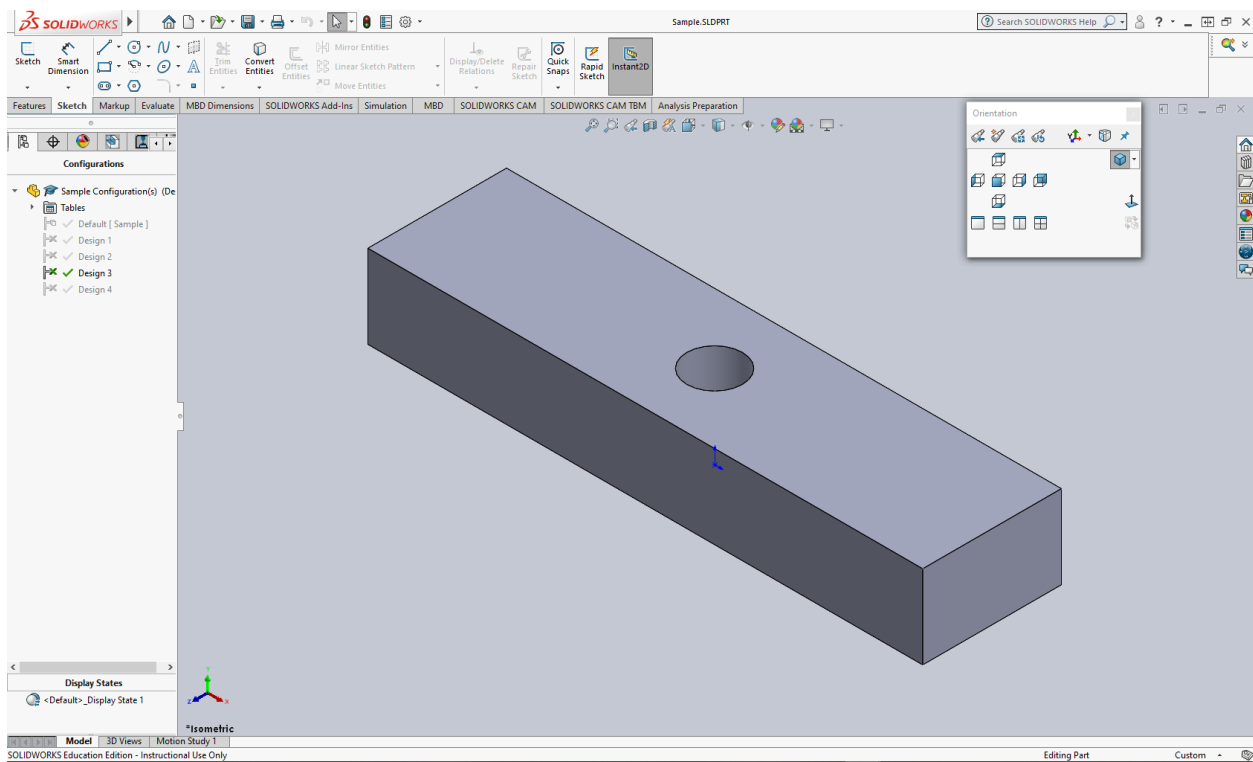 SOLIDWORKS
Sample.SLDPRT
Search SOLIDWORKS Help
?
Sketch
Smart
Dimension
Trim
Entities
Convert
Entities
Offset
Entities
Mirror Entities
Linear Sketch Pattern
Move Entities
Display/Delete
Relations
Repair
Sketch
Quick
Snaps
Rapid
Sketch
Instant2D
Features
Sketch
Markup
Evaluate
MBD Dimensions
SOLIDWORKS Add-Ins
Simulation
MBD
SOLIDWORKS CAM
SOLIDWORKS CAM TBM
Analysis Preparation
Orientation
Configurations
Sample Configuration(s) (De
Tables
Default [ Sample ]
Design 1
Design 2
Design 3
Design 4
Display States
<Default>_Display State 1
Y
Z
X
*Isometric
Model
3D Views
Motion Study 1
SOLIDWORKS Education Edition - Instructional Use Only
Editing Part
Custom